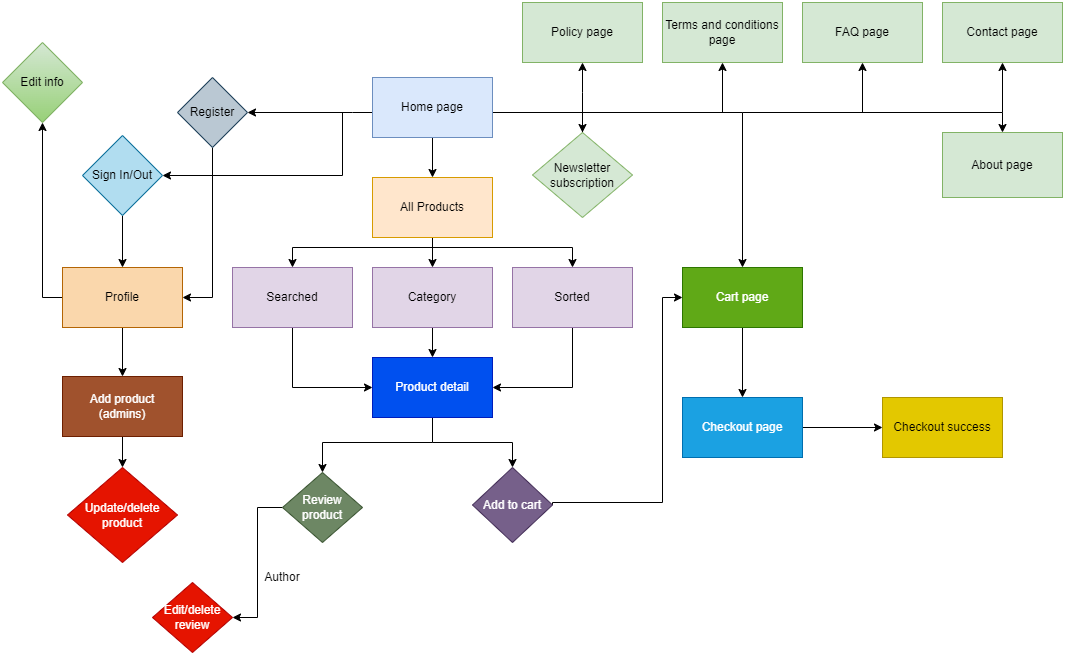 Policy page
Terms and conditions
page
FAQ page
Contact page
Edit info
Register
Home page
Sign In/Out
Newsletter
subscription
About page
All Products
Profile
Searched
Category
Sorted
Cart page
Product detail
Add product
(admins)
Checkout page
Checkout success
Update/delete
product
Review
product
Add to cart
Author
Edit/delete
review